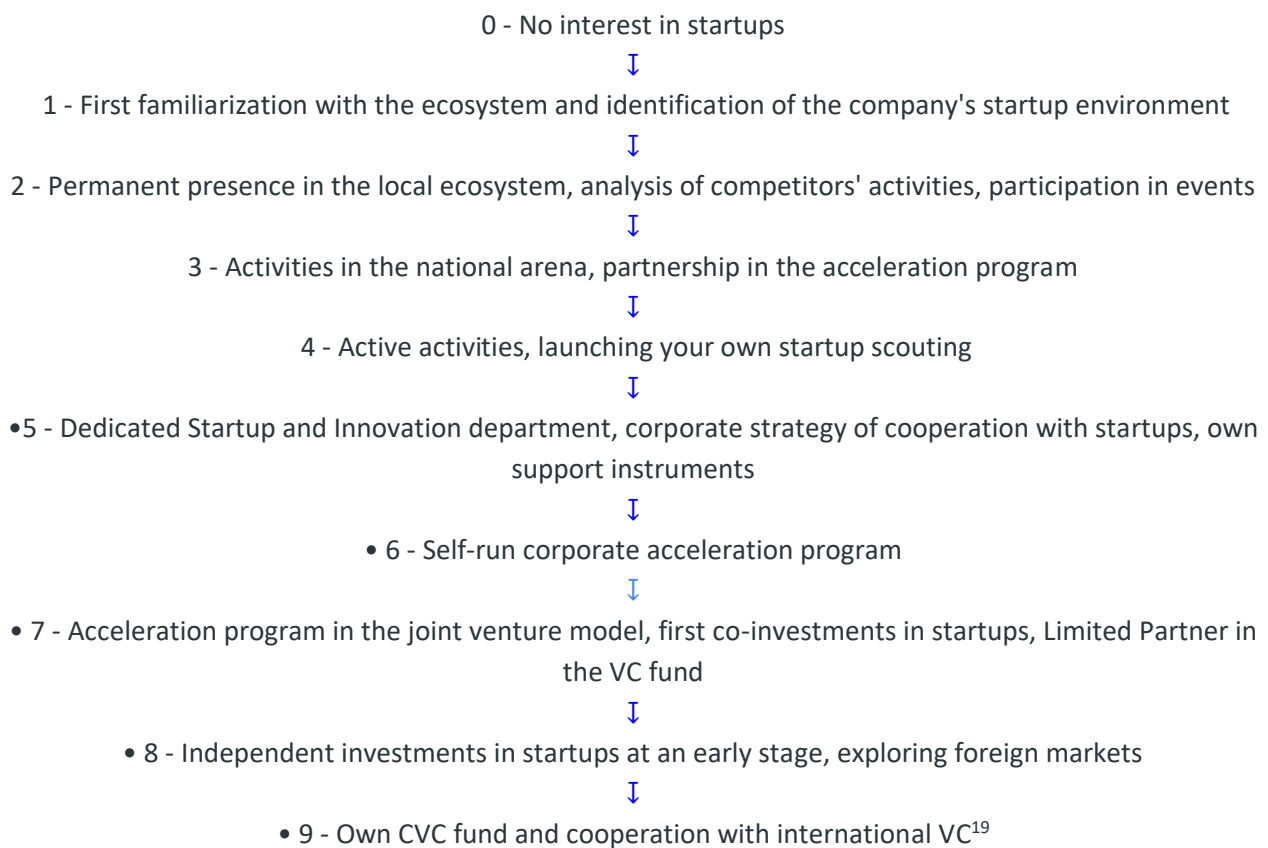 0 - No interest in startups
↧
1 - First familiarization with the ecosystem and identification of the company's startup environment
↧
2 - Permanent presence in the local ecosystem, analysis of competitors' activities, participation in events
↧
3 - Activities in the national arena, partnership in the acceleration program
↧
4 - Active activities, launching your own startup scouting
↧
•5 - Dedicated Startup and Innovation department, corporate strategy of cooperation with startups, own
support instruments
↧
• 6 - Self-run corporate acceleration program
↧
• 7 - Acceleration program in the joint venture model, first co-investments in startups, Limited Partner in
the VC fund
↧
• 8 - Independent investments in startups at an early stage, exploring foreign markets
↧
• 9 - Own CVC fund and cooperation with international VC¹⁹